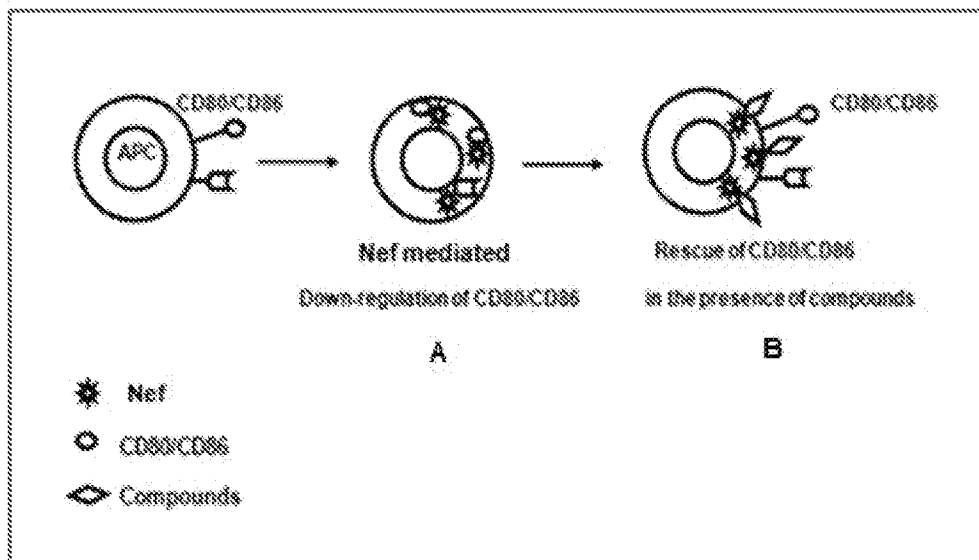 CD80/CD86
APC
CD80/CD86
Nef mediated
Down-regulation of CD80/CD86
A
Rescue of CD80/CD86
in the presence of compounds
B
Nef
CD80/CD86
Compounds